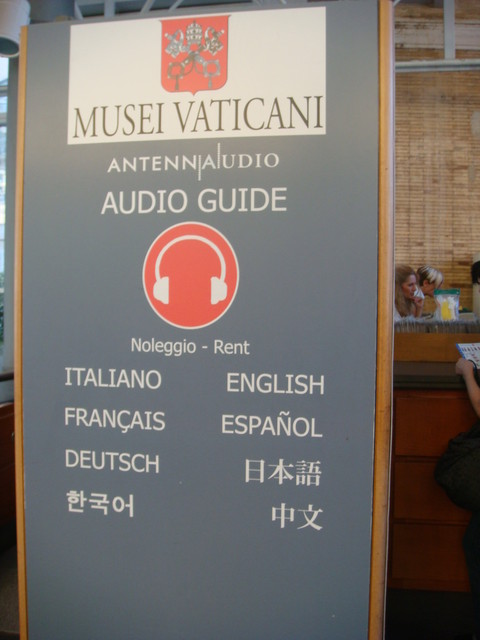 MUSEI VATICANI
ANTENNAUDIO
AUDIO GUIDE
Noleggio - Rent
ITALIANO ENGLISH
FRANÇAIS ESPAÑOL
DEUTSCH 日本語
한국어 中文